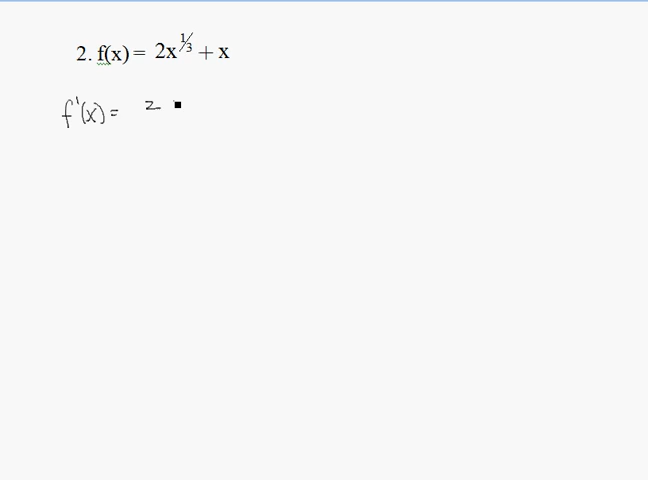 2. f(x) = 2x^{1/3} + x
f'(x) = 2